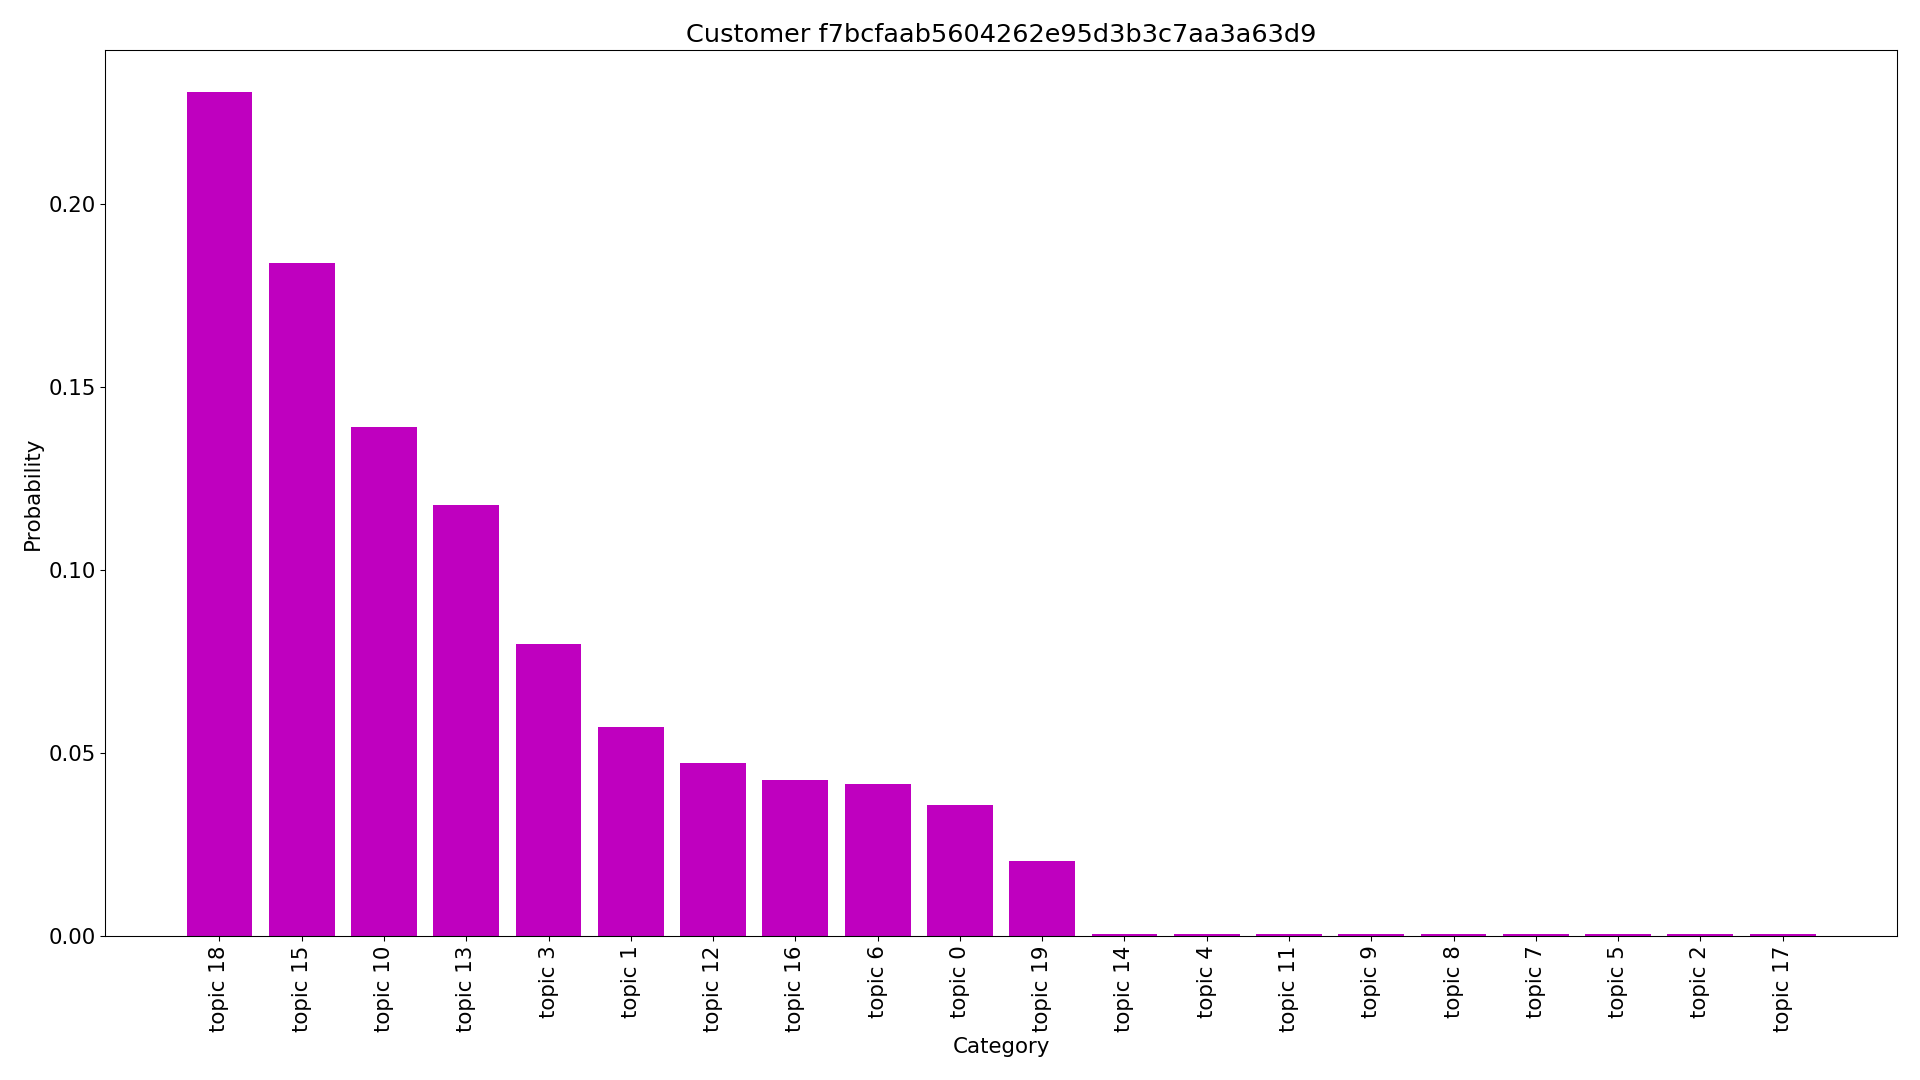 Customer f7bcfaab5604262e95d3b3c7aa3a63d9
Probability
0.20
0.15
0.10
0.05
0.00
topic 18
topic 15
topic 10
topic 13
topic 3
topic 1
topic 12
topic 16
topic 6
topic 0
topic 19
topic 14
topic 4
topic 11
topic 9
topic 8
topic 7
topic 5
topic 2
topic 17
Category